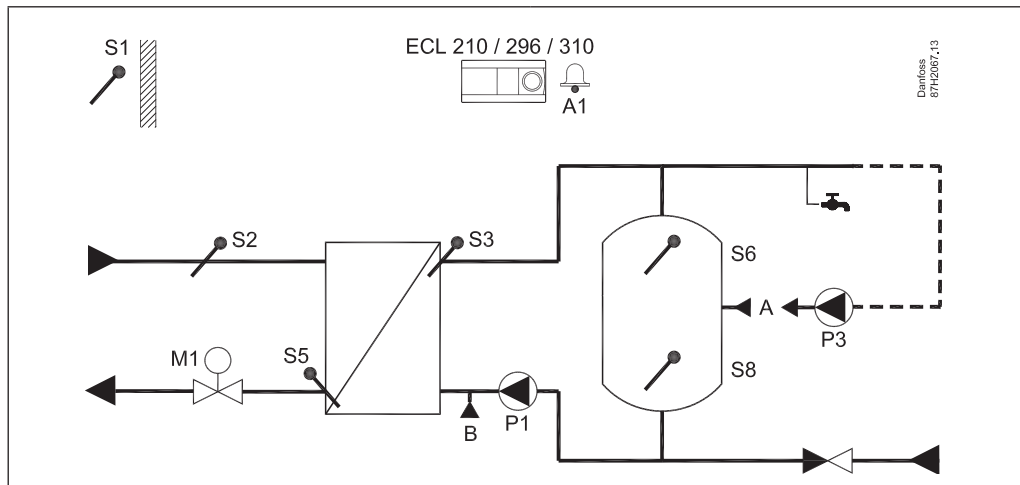 S1
ECL 210 / 296 / 310
A1
Danfoss
87H2067.13
S2
S3
S6
A
P3
M1
S5
S8
B
P1